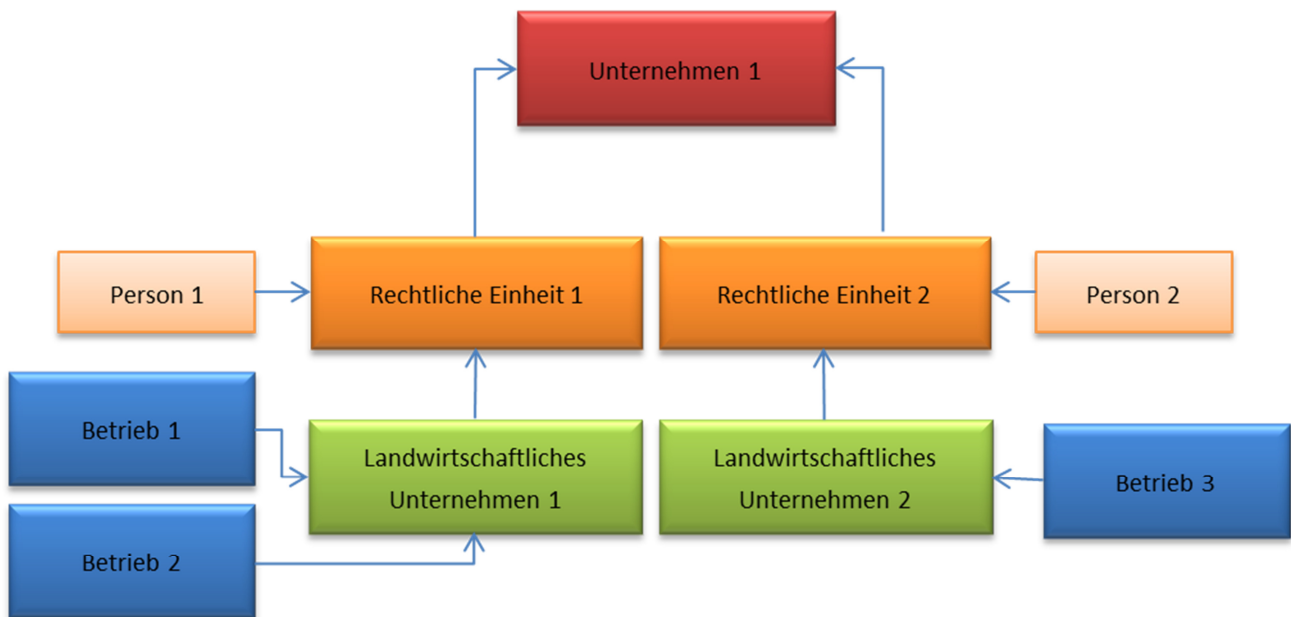 Unternehmen 1
Person 1
Rechtliche Einheit 1
Rechtliche Einheit 2
Person 2
Betrieb 1
Landwirtschaftliches
Unternehmen 1
Landwirtschaftliches
Unternehmen 2
Betrieb 3
Betrieb 2